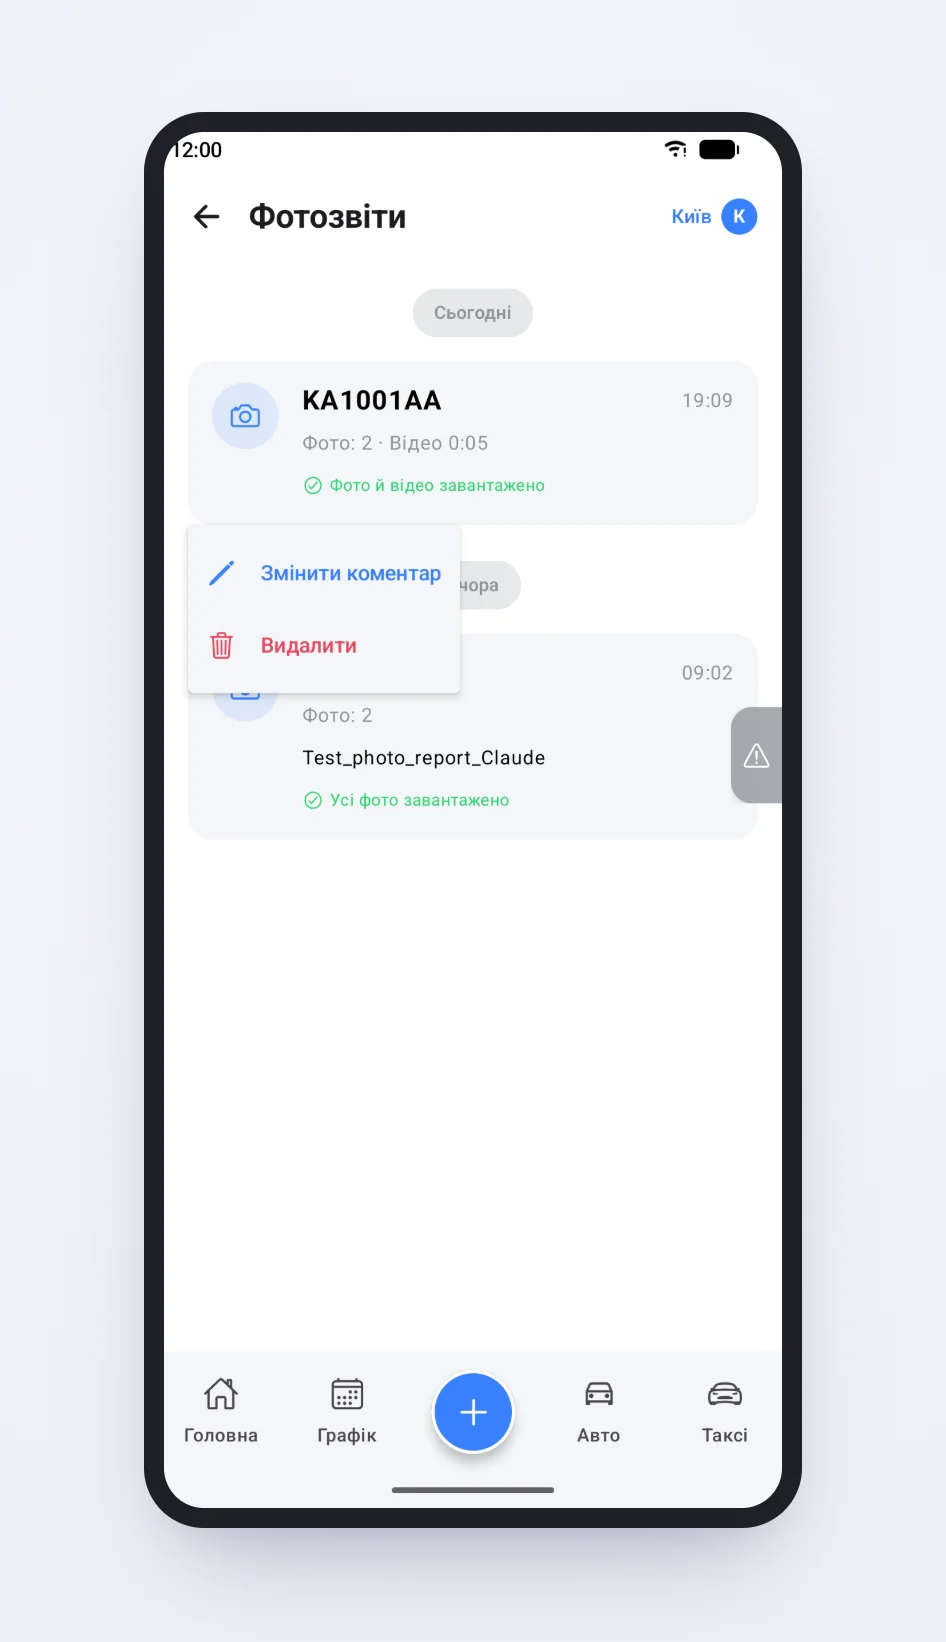 12:00
Фотозвіти
Київ K
Сьогодні
KA1001AA
19:09
Фото: 2 · Відео 0:05
Фото й відео завантажено
Змінити коментар
чора
Видалити
09:02
Фото: 2
Test_photo_report_Claude
Усі фото завантажено
Головна
Графік
Авто
Таксі